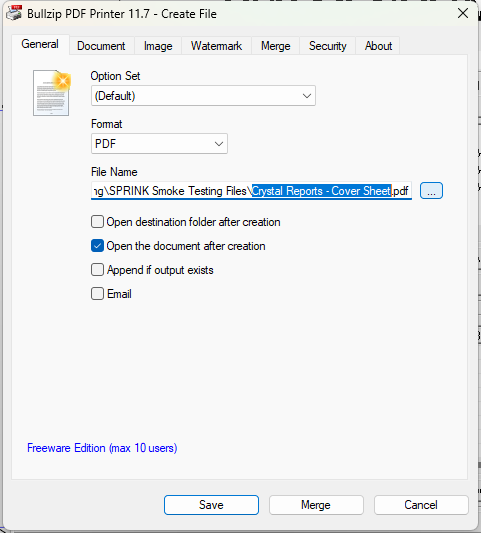 Bullzip PDF Printer 11.7 - Create File
General Document Image Watermark Merge Security About
Option Set
(Default)
Format
PDF
File Name
ng\SPRINK Smoke Testing Files\Crystal Reports - Cover Sheet.pdf
...
Open destination folder after creation
Open the document after creation
Append if output exists
Email
Freeware Edition (max 10 users)
Save Merge Cancel